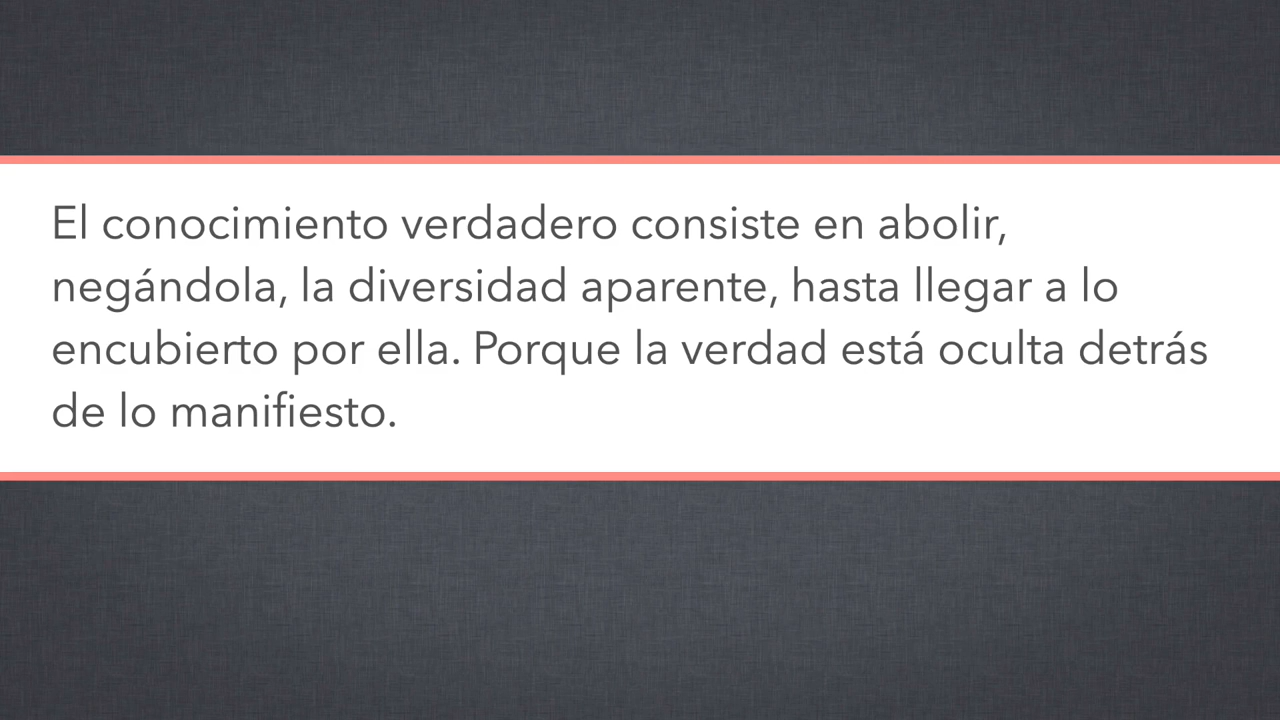 El conocimiento verdadero consiste en abolir,
negándola, la diversidad aparente, hasta llegar a lo
encubierto por ella. Porque la verdad está oculta detrás
de lo manifiesto.